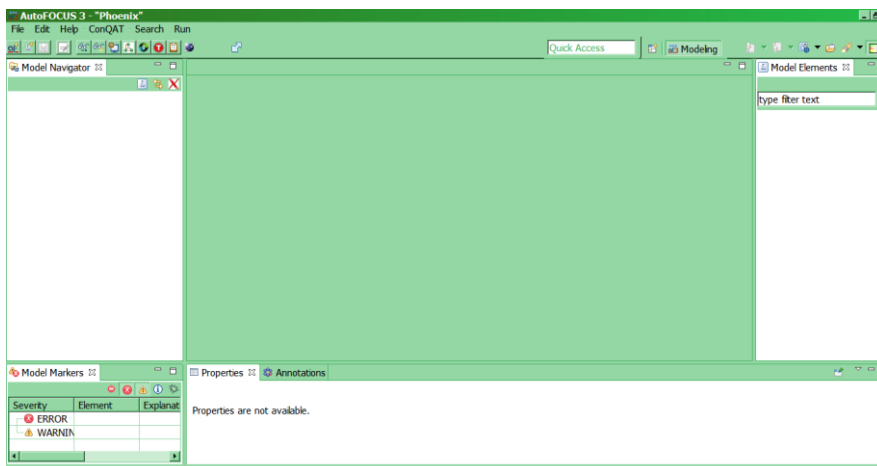 AutoFOCUS 3 - "Phoenix"
File Edit Help ConQAT Search Run
Quick Access
Modeling
Model Navigator
Model Elements
type filter text
Model Markers
Properties
Annotations
Severity Element Explanat
ERROR
WARNIN
Properties are not available.